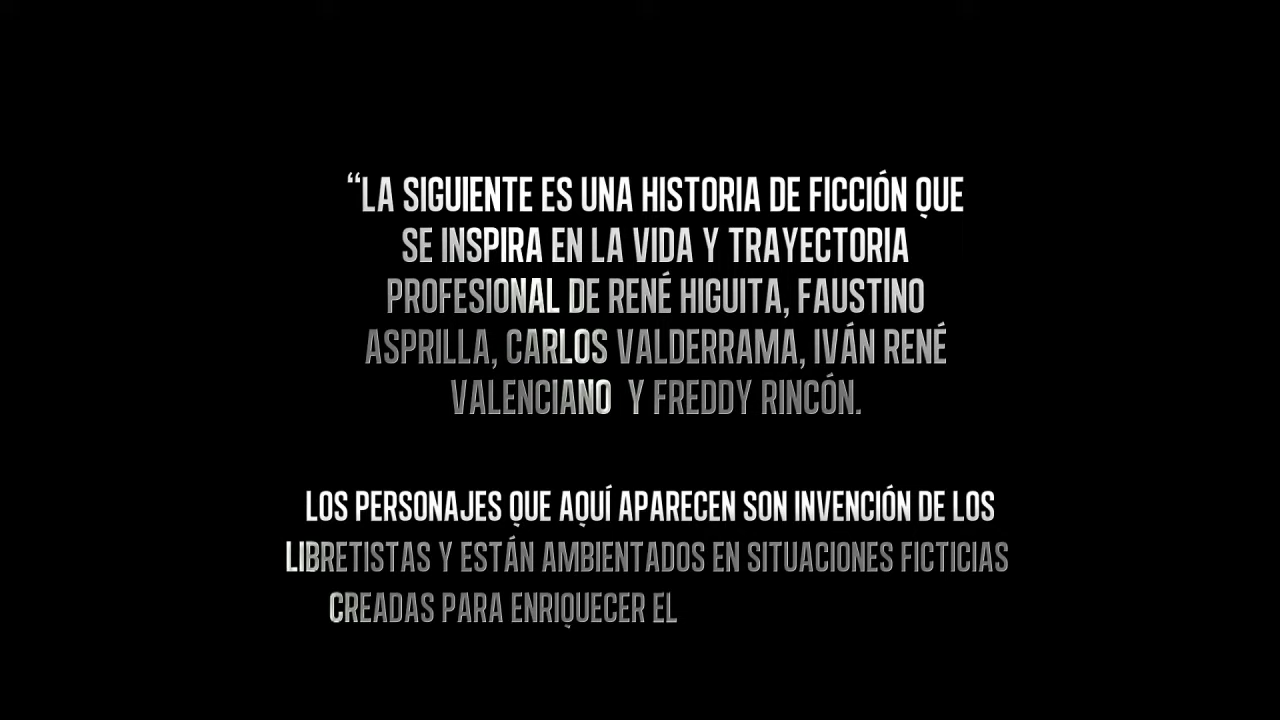 “LA SIGUIENTE ES UNA HISTORIA DE FICCIÓN QUE
SE INSPIRA EN LA VIDA Y TRAYECTORIA
PROFESIONAL DE RENÉ HIGUITA, FAUSTINO
ASPRILLA, CARLOS VALDERRAMA, IVÁN RENÉ
VALENCIANO Y FREDDY RINCÓN.
LOS PERSONAJES QUE AQUÍ APARECEN SON INVENCIÓN DE LOS
LIBRETISTAS Y ESTÁN AMBIENTADOS EN SITUACIONES FICTICIAS
CREADAS PARA ENRIQUECER EL